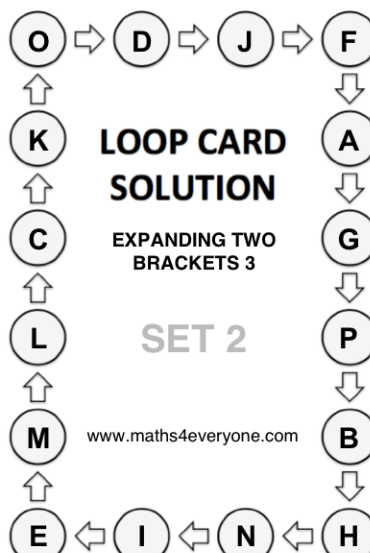 O D J F
K A
LOOP CARD
SOLUTION
C G
EXPANDING TWO
BRACKETS 3
L P
SET 2
M B
www.maths4everyone.com
E I N H